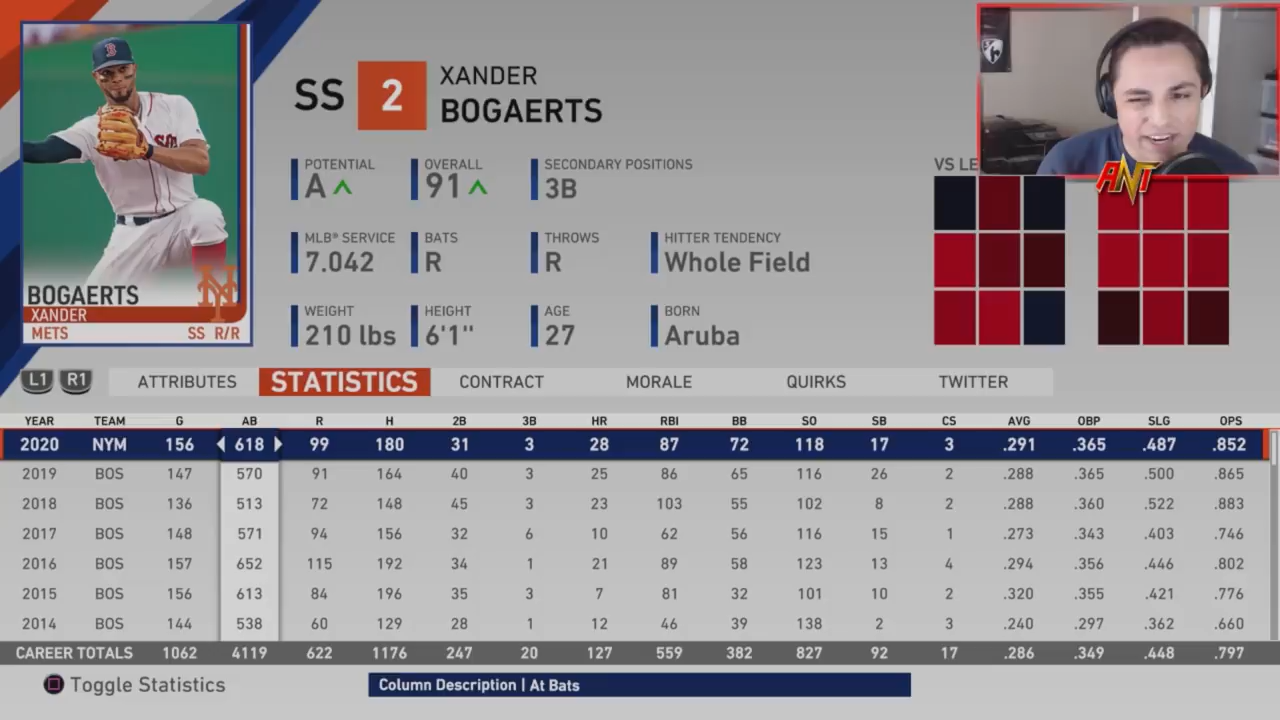 SS 2 XANDER
BOGAERTS
POTENTIAL OVERALL SECONDARY POSITIONS
A 91 3B
VS LE
ANT
MLB® SERVICE BATS THROWS HITTER TENDENCY
7.042 R R Whole Field
WEIGHT HEIGHT AGE BORN
210 lbs 6'1" 27 Aruba
B
BOGAERTS
NY
XANDER
METS SS R/R
L1 R1 ATTRIBUTES STATISTICS CONTRACT MORALE QUIRKS TWITTER
YEAR TEAM G AB R H 2B 3B HR RBI BB SO SB CS AVG OBP SLG OPS
2020 NYM 156 618 99 180 31 3 28 87 72 118 17 3 .291 .365 .487 .852
2019 BOS 147 570 91 164 40 3 25 86 65 116 26 2 .288 .365 .500 .865
2018 BOS 136 513 72 148 45 3 23 103 55 102 8 2 .288 .360 .522 .883
2017 BOS 148 571 94 156 32 6 10 62 56 116 15 1 .273 .343 .403 .746
2016 BOS 157 652 115 192 34 1 21 89 58 123 13 4 .294 .356 .446 .802
2015 BOS 156 613 84 196 35 3 7 81 32 101 10 2 .320 .355 .421 .776
2014 BOS 144 538 60 129 28 1 12 46 39 138 2 3 .240 .297 .362 .660
CAREER TOTALS 1062 4119 622 1176 247 20 127 559 382 827 92 17 .286 .349 .448 .797
Toggle Statistics
Column Description | At Bats